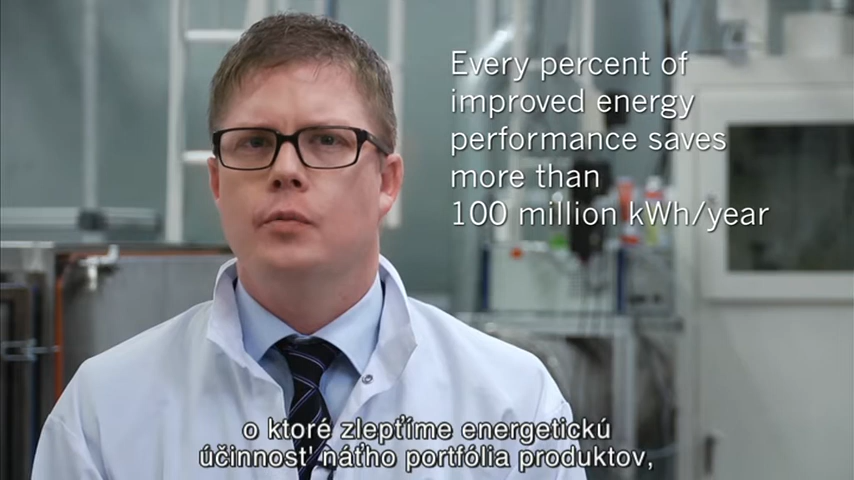 Every percent of
improved energy
performance saves
more than
100 million kWh/year
o ktoré zlepťíme energetickú
účinnosť náťho portfólia produktov,